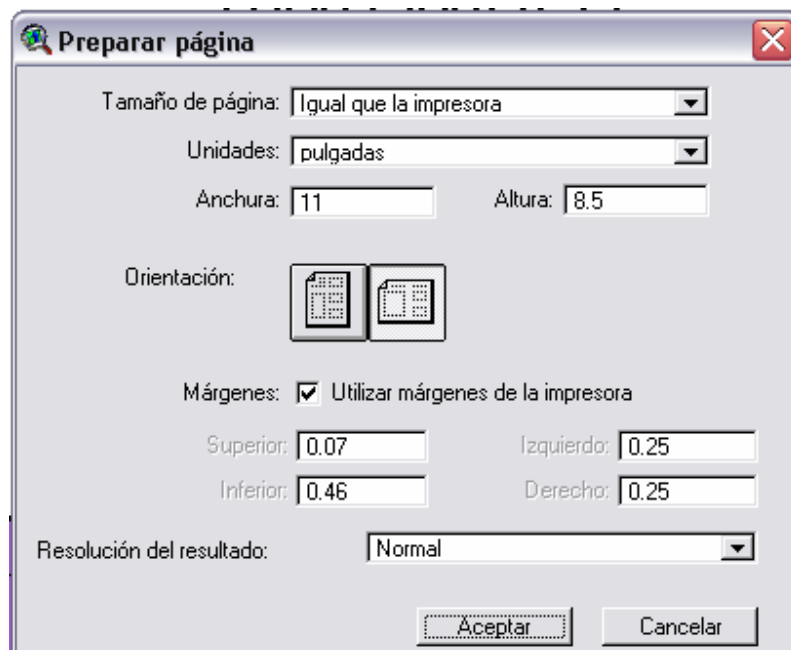 Preparar página
Tamaño de página: Igual que la impresora
Unidades: pulgadas
Anchura: 11 Altura: 8.5
Orientación:
Márgenes: Utilizar márgenes de la impresora
Superior: 0.07 Izquierdo: 0.25
Inferior: 0.46 Derecho: 0.25
Resolución del resultado: Normal
Aceptar Cancelar